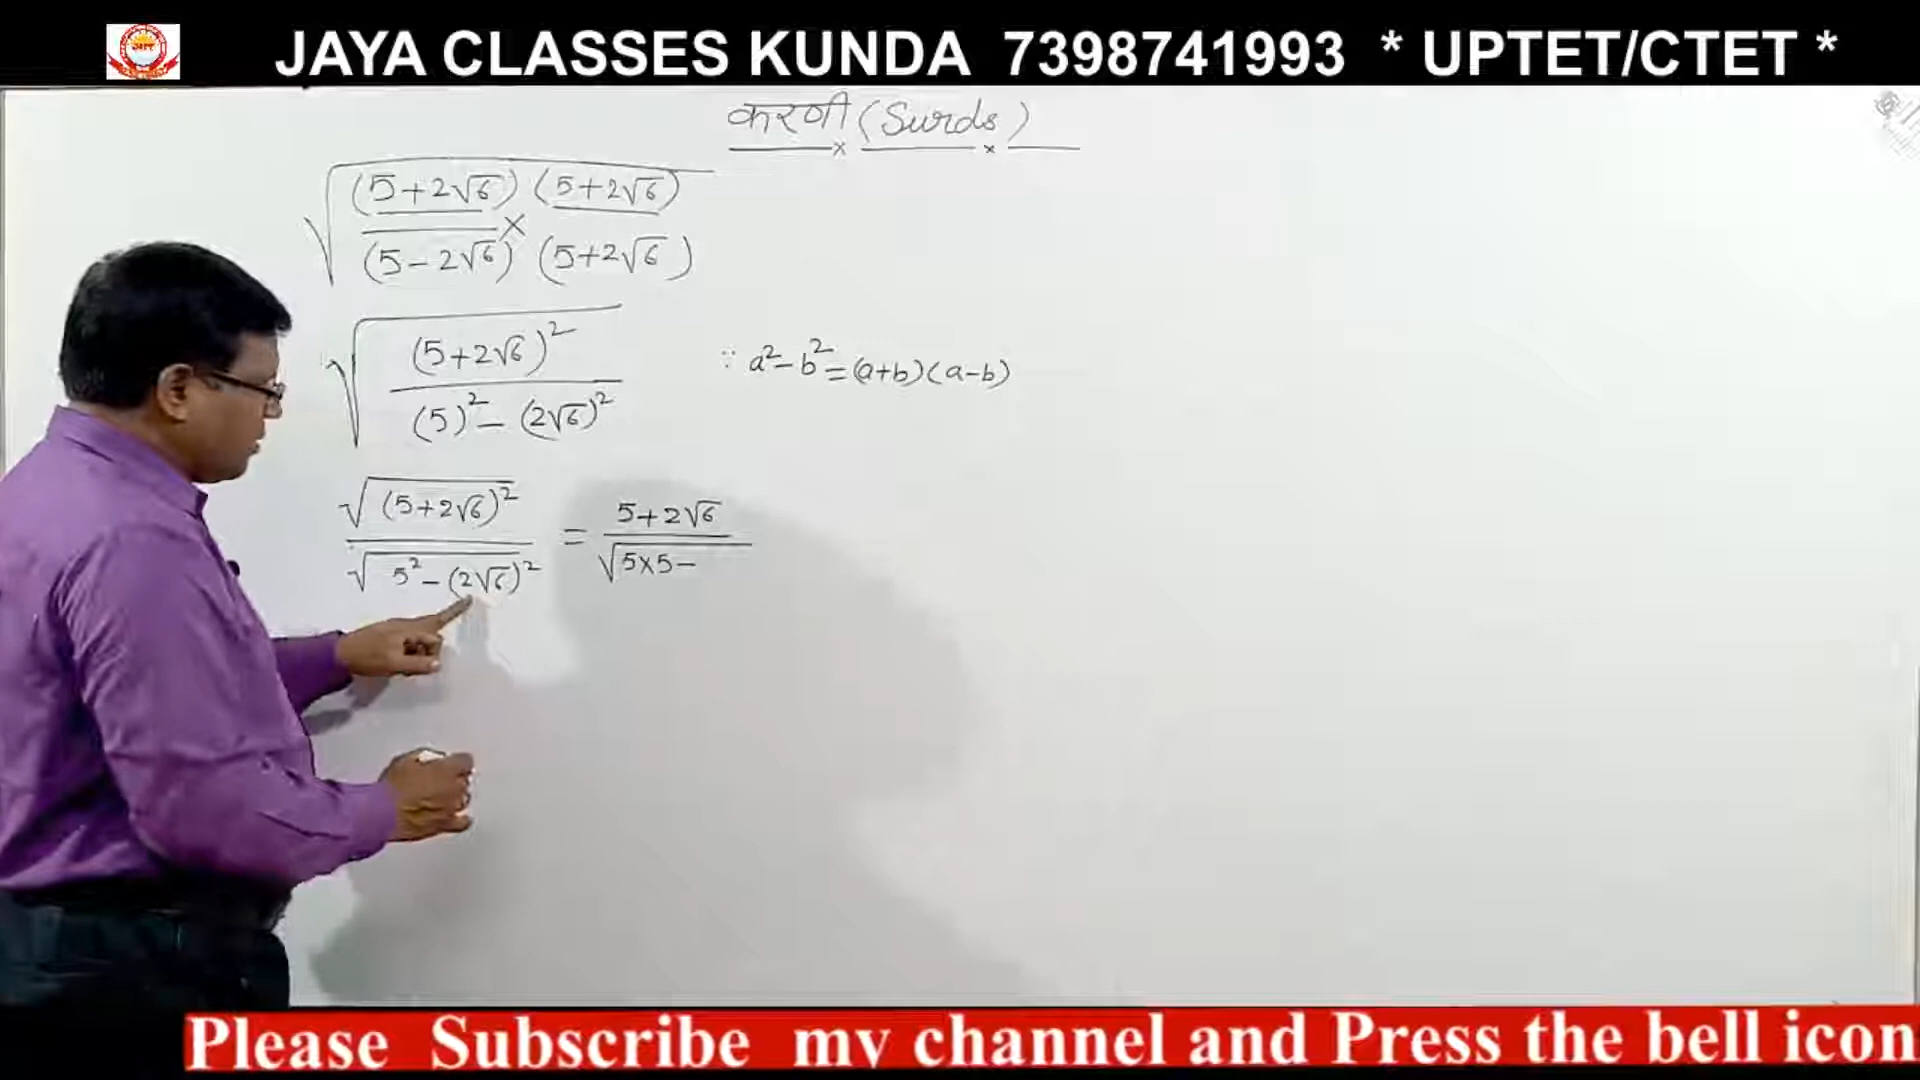 JAYA CLASSES KUNDA 7398741993 * UPTET/CTET *
करणी (Surds)
√((5+2√6) (5+2√6)
×
(5-2√6) (5+2√6))
√((5+2√6)²
(5)² - (2√6)²)
∵ a²-b² = (a+b)(a-b)
√(5+2√6)² = 5+2√6
√5² - (2√6)² √5×5-
Please Subscribe my channel and Press the bell icon